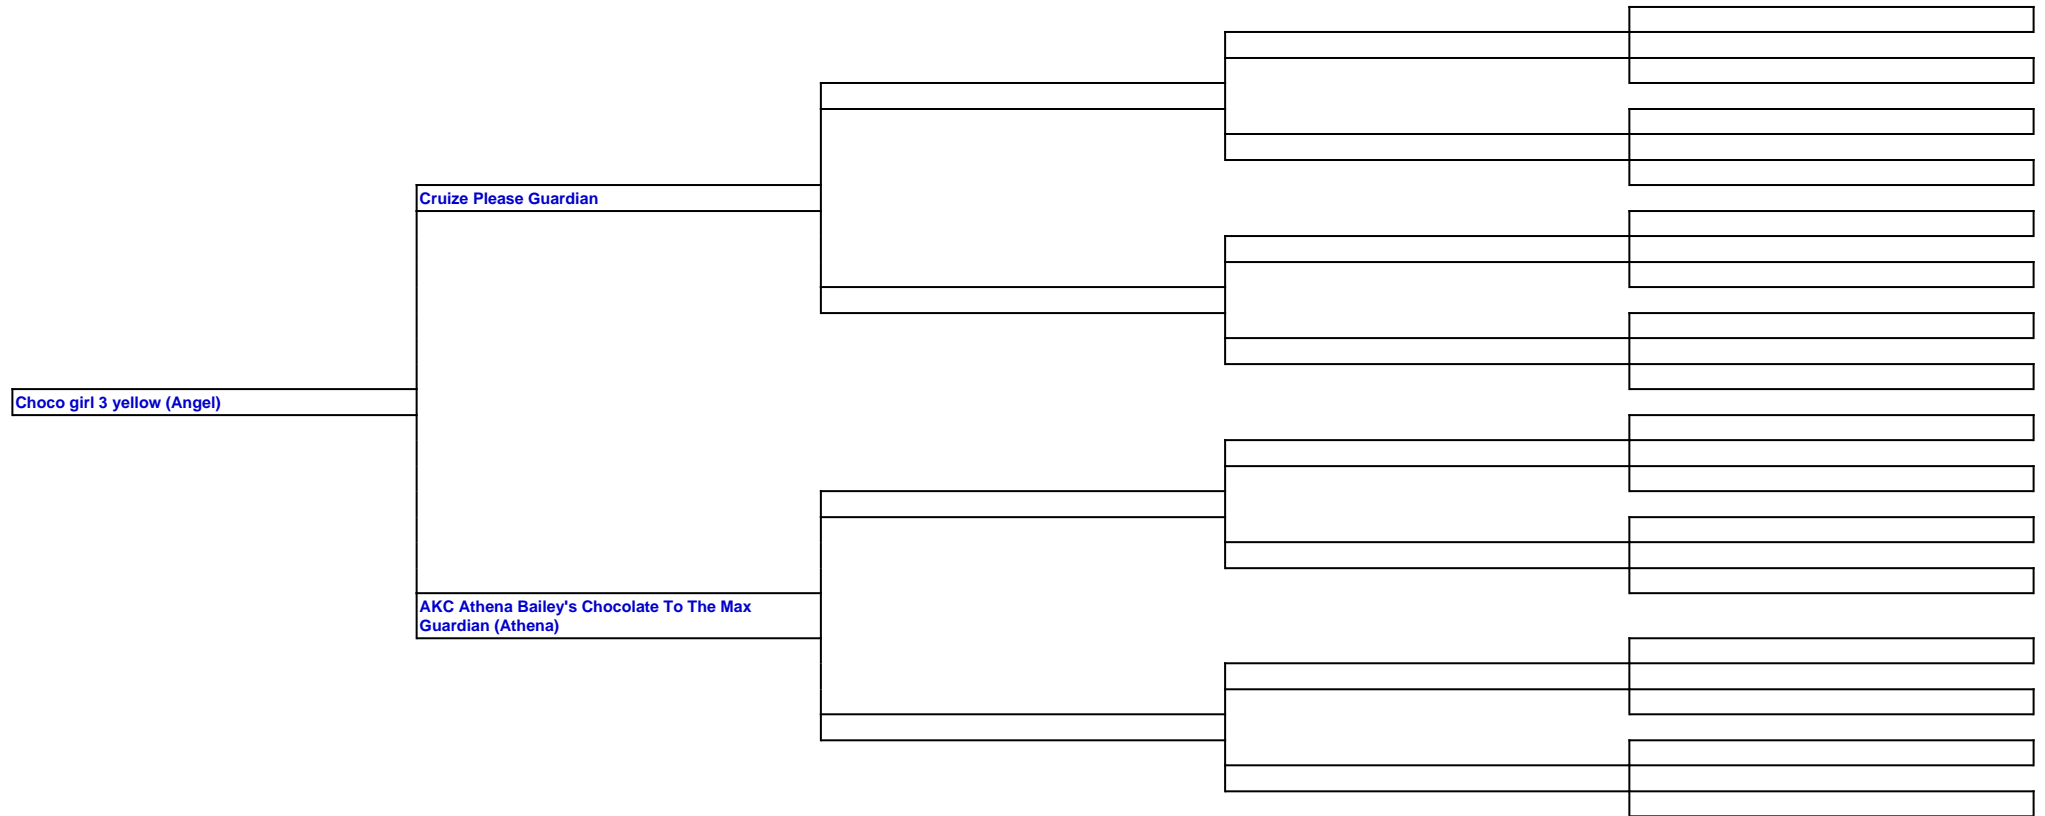 Cruize Please Guardian
Choco girl 3 yellow (Angel)
AKC Athena Bailey's Chocolate To The Max
Guardian (Athena)